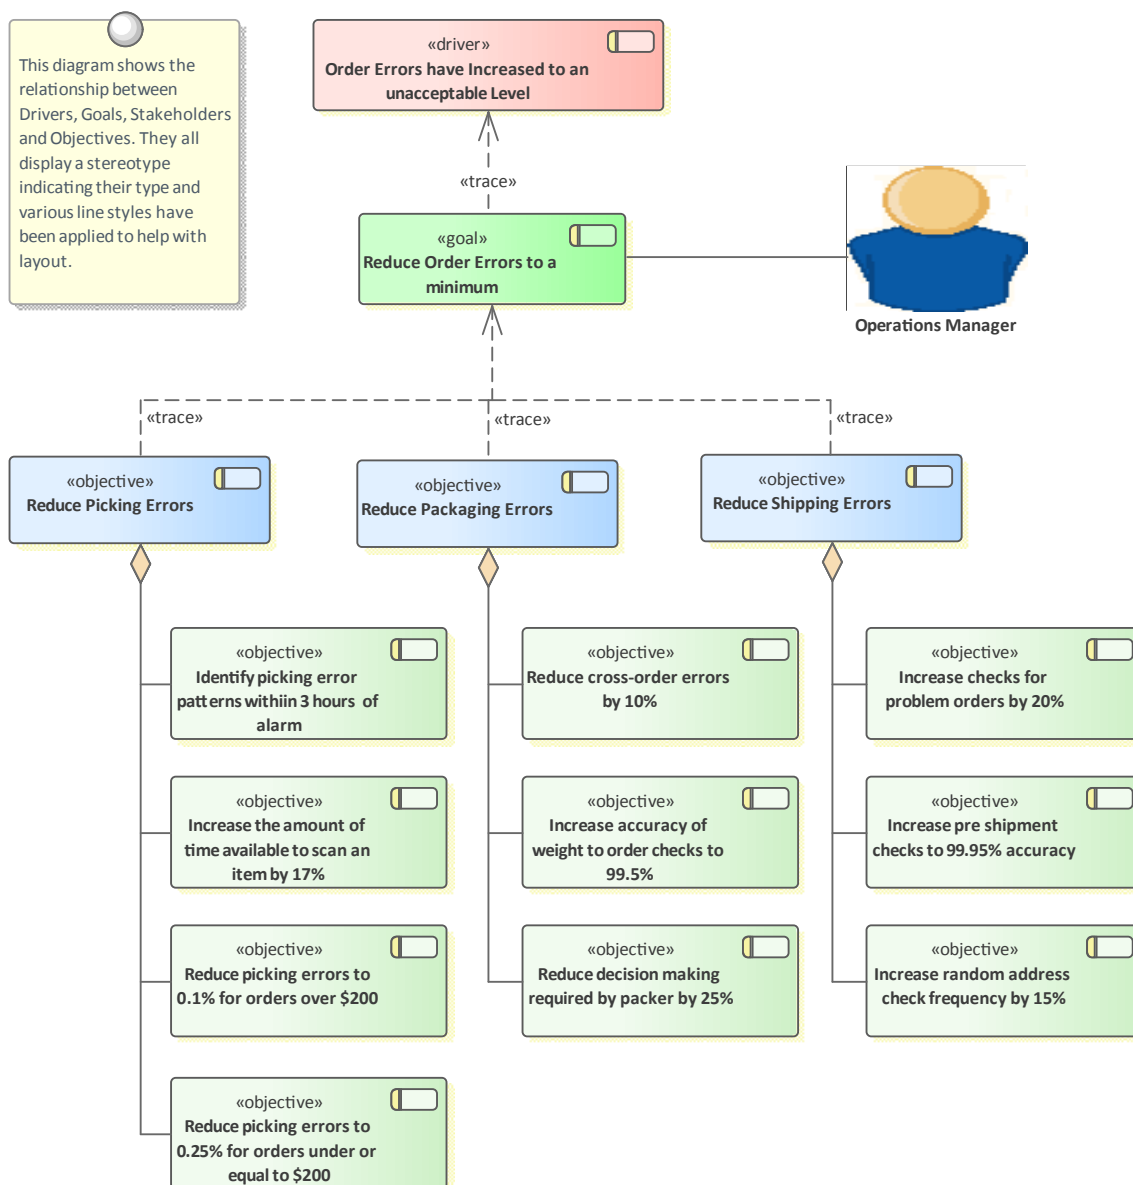 This diagram shows the
relationship between
Drivers, Goals, Stakeholders
and Objectives. They all
display a stereotype
indicating their type and
various line styles have
been applied to help with
layout.
«driver»
Order Errors have Increased to an
unacceptable Level
«trace»
«goal»
Reduce Order Errors to a
minimum
Operations Manager
«trace»
«trace»
«trace»
«objective»
Reduce Picking Errors
«objective»
Reduce Packaging Errors
«objective»
Reduce Shipping Errors
«objective»
Identify picking error
patterns withiin 3 hours of
alarm
«objective»
Reduce cross-order errors
by 10%
«objective»
Increase checks for
problem orders by 20%
«objective»
Increase the amount of
time available to scan an
item by 17%
«objective»
Increase accuracy of
weight to order checks to
99.5%
«objective»
Increase pre shipment
checks to 99.95% accuracy
«objective»
Reduce picking errors to
0.1% for orders over $200
«objective»
Reduce decision making
required by packer by 25%
«objective»
Increase random address
check frequency by 15%
«objective»
Reduce picking errors to
0.25% for orders under or
equal to $200